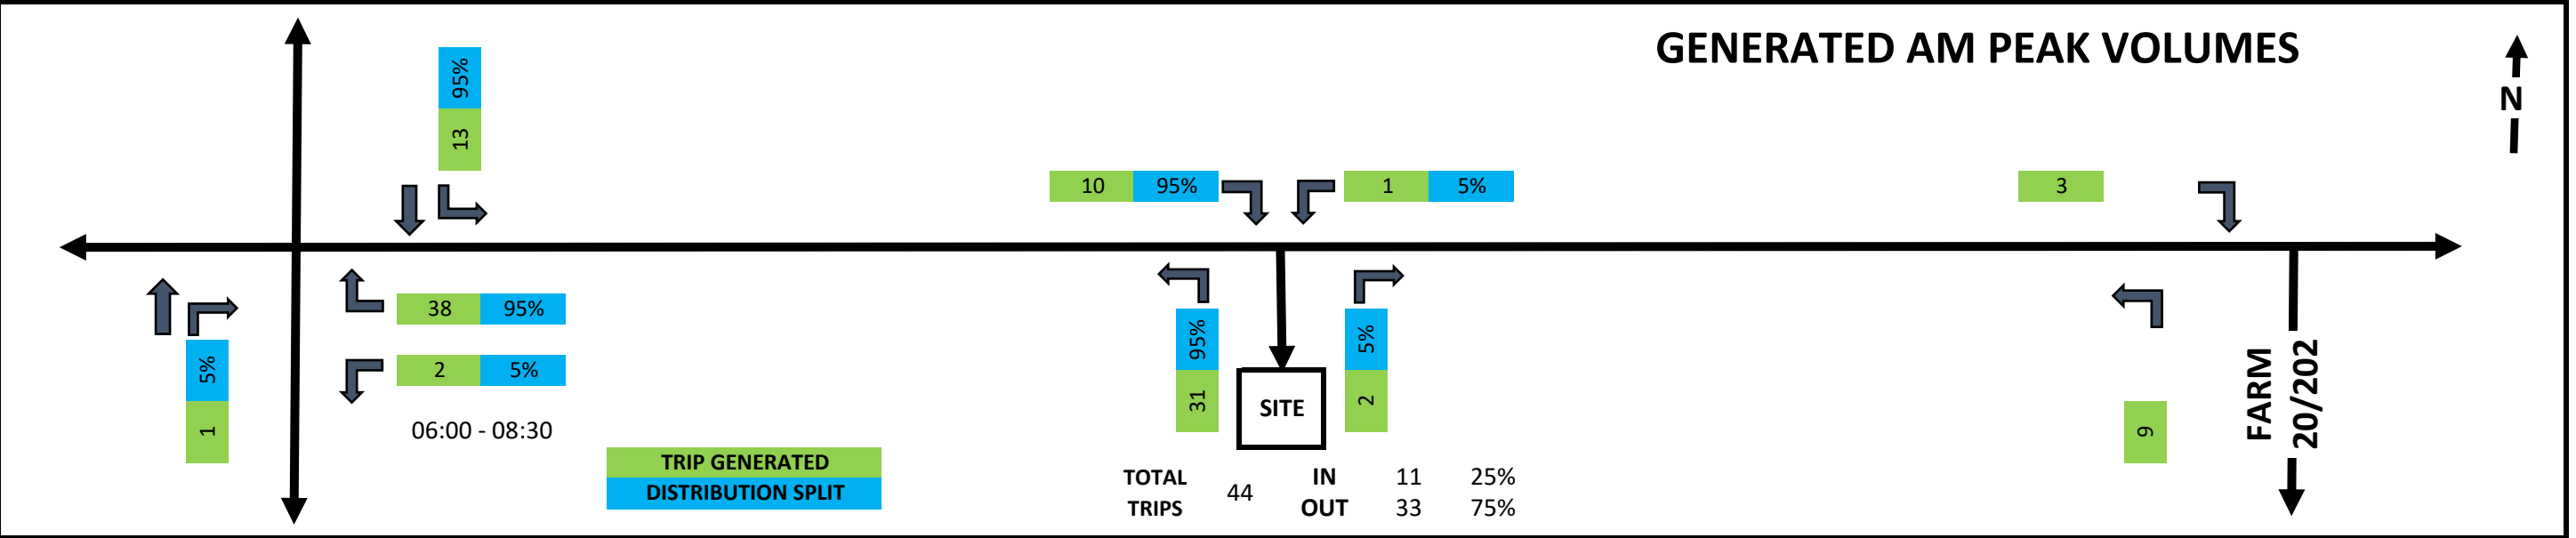 GENERATED AM PEAK VOLUMES
N
95%
13
10 95%
1 5%
3
38 95%
2 5%
5%
1
06:00 - 08:30
95%
31
5%
2
SITE
9
FARM
20/202
TRIP GENERATED
DISTRIBUTION SPLIT
TOTAL
TRIPS
44
IN 11 25%
OUT 33 75%